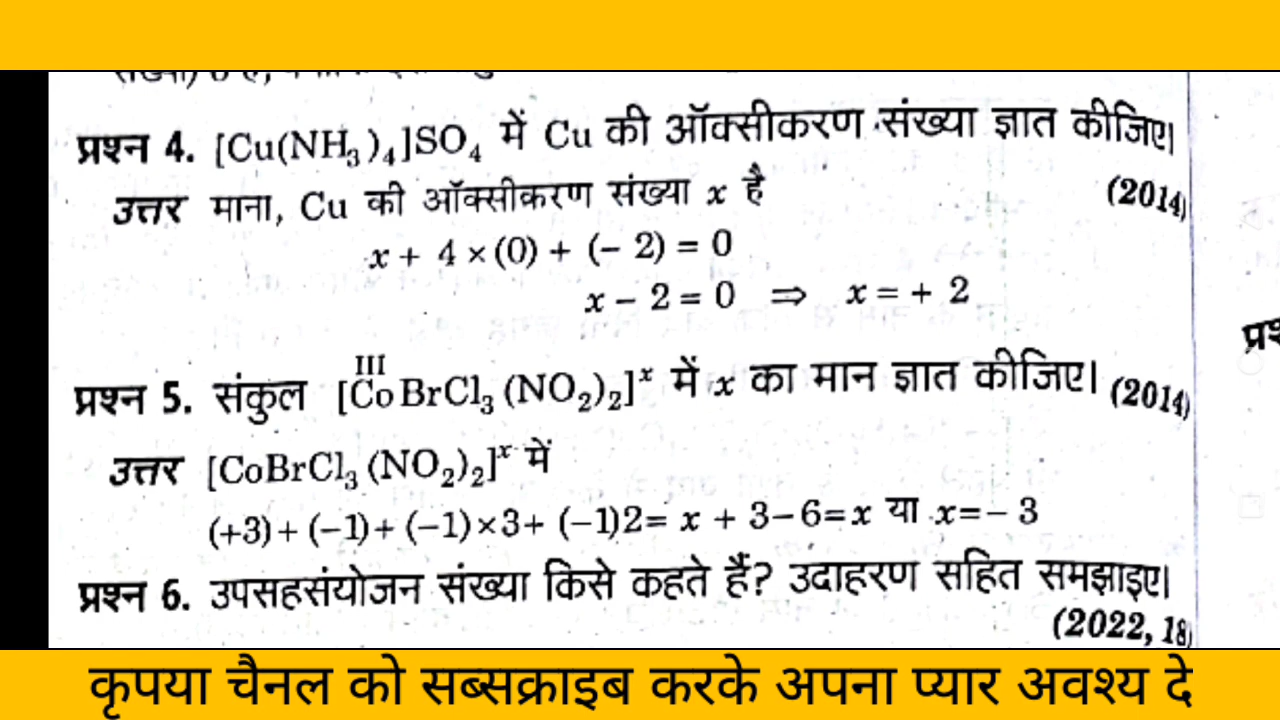 प्रश्न 4. [Cu(NH₃)₄]SO₄ में Cu की ऑक्सीकरण संख्या ज्ञात कीजिए।
(2014)
उत्तर माना, Cu की ऑक्सीकरण संख्या x है
x + 4 × (0) + (– 2) = 0
x – 2 = 0 ⇒ x = + 2
III
प्रश्न 5. संकुल [Co BrCl₃ (NO₂)₂]ˣ में x का मान ज्ञात कीजिए। (2014)
उत्तर [CoBrCl₃ (NO₂)₂]ˣ में
(+3) + (–1) + (–1) × 3 + (–1)2 = x + 3 – 6 = x या x = – 3
प्रश्न 6. उपसहसंयोजन संख्या किसे कहते हैं? उदाहरण सहित समझाइए।
(2022, 18)
कृपया चैनल को सब्सक्राइब करके अपना प्यार अवश्य दे